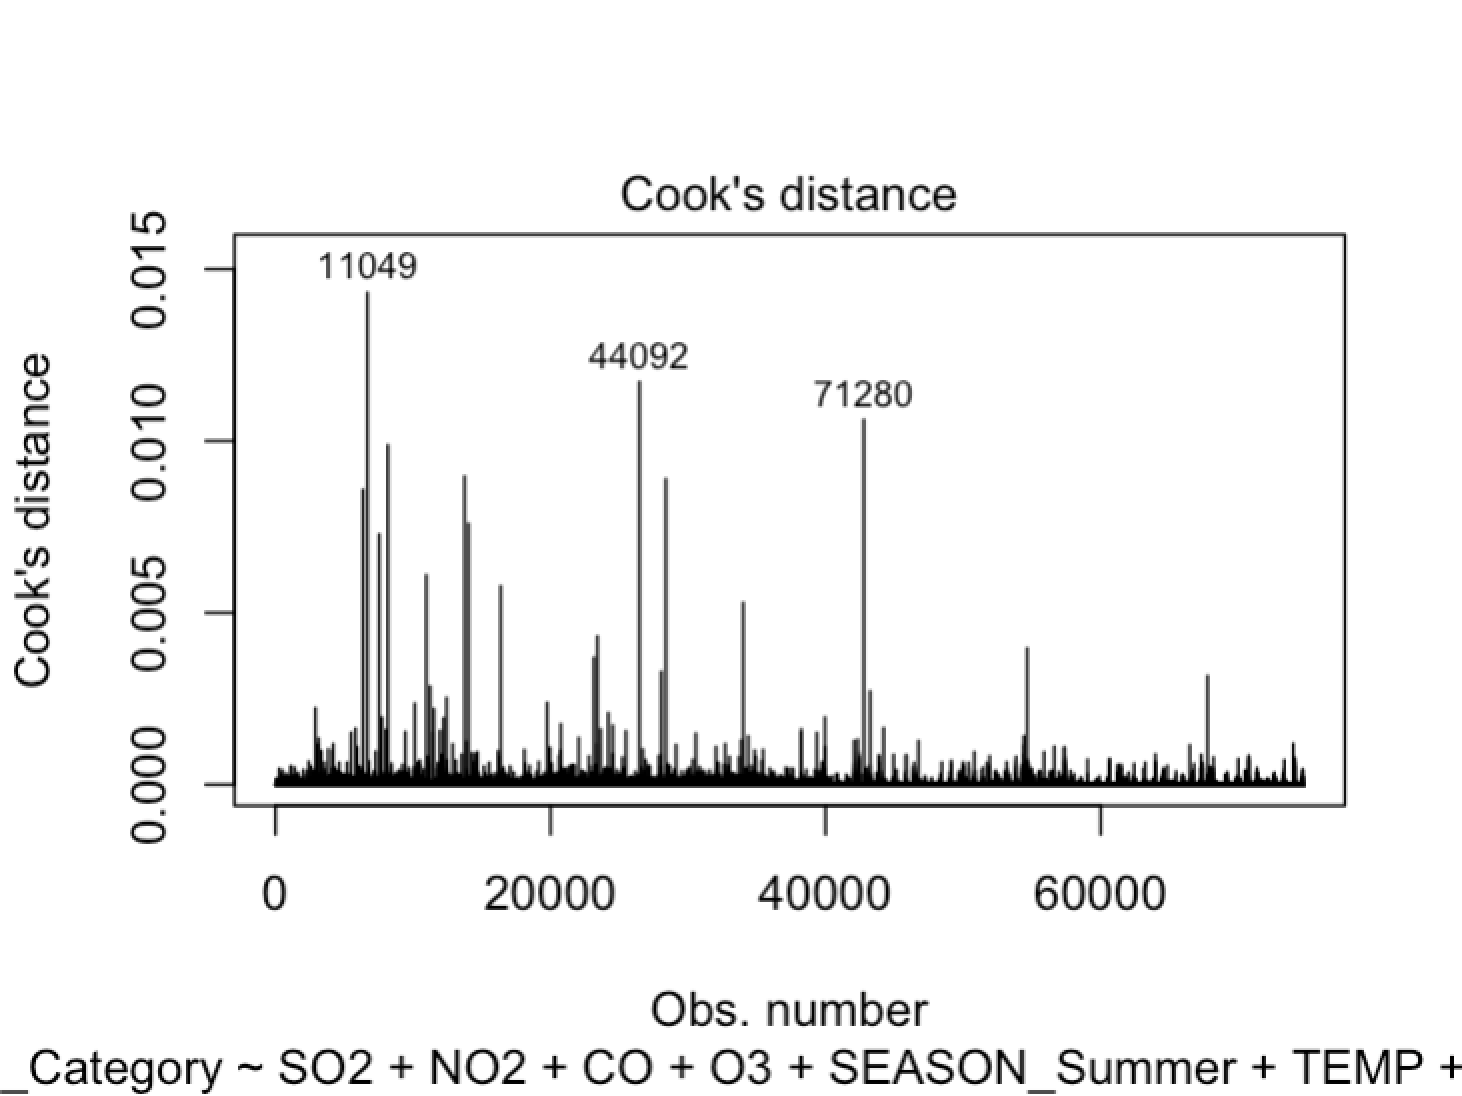 Cook's distance
0.015
0.010
0.005
0.000
Cook's distance
11049
44092
71280
0
20000
40000
60000
Obs. number
_Category ~ SO2 + NO2 + CO + O3 + SEASON_Summer + TEMP +